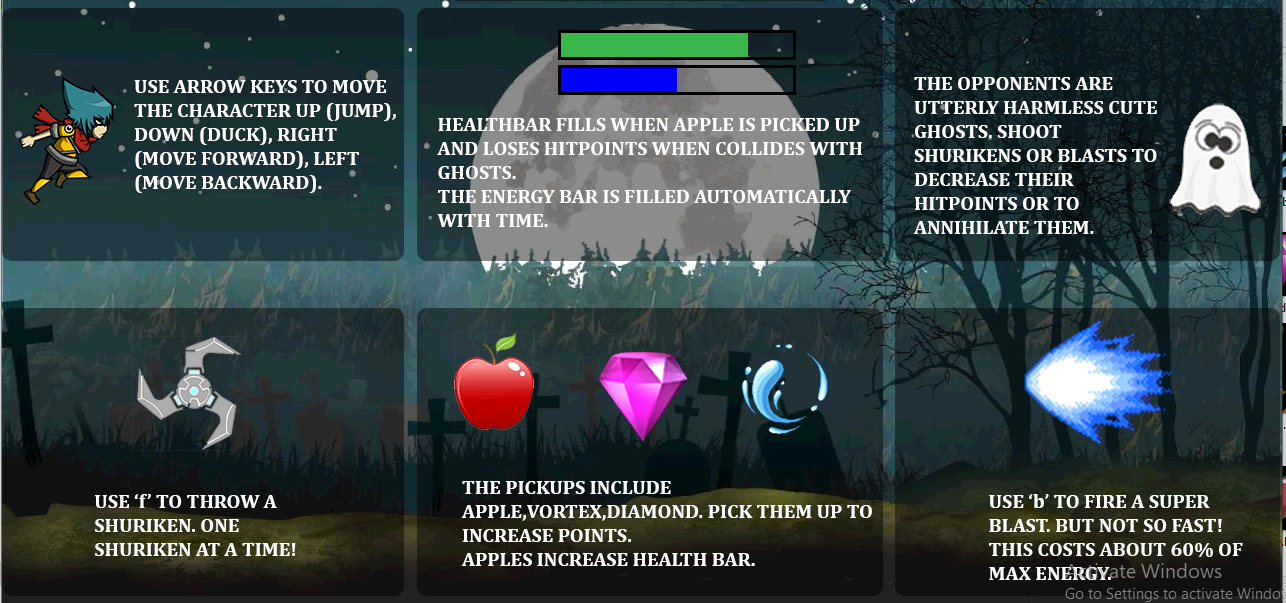 USE ARROW KEYS TO MOVE
THE CHARACTER UP (JUMP),
DOWN (DUCK), RIGHT
(MOVE FORWARD), LEFT
(MOVE BACKWARD).
HEALTHBAR FILLS WHEN APPLE IS PICKED UP
AND LOSES HITPOINTS WHEN COLLIDES WITH
GHOSTS.
THE ENERGY BAR IS FILLED AUTOMATICALLY
WITH TIME.
THE OPPONENTS ARE
UTTERLY HARMLESS CUTE
GHOSTS. SHOOT
SHURIKENS OR BLASTS TO
DECREASE THEIR
HITPOINTS OR TO
ANNIHILATE THEM.
USE ‘f’ TO THROW A
SHURIKEN. ONE
SHURIKEN AT A TIME!
THE PICKUPS INCLUDE
APPLE,VORTEX,DIAMOND. PICK THEM UP TO
INCREASE POINTS.
APPLES INCREASE HEALTH BAR.
USE ‘b’ TO FIRE A SUPER
BLAST. BUT NOT SO FAST!
THIS COSTS ABOUT 60% OF
MAX ENERGY.
Activate Windows
Go to Settings to activate Windo